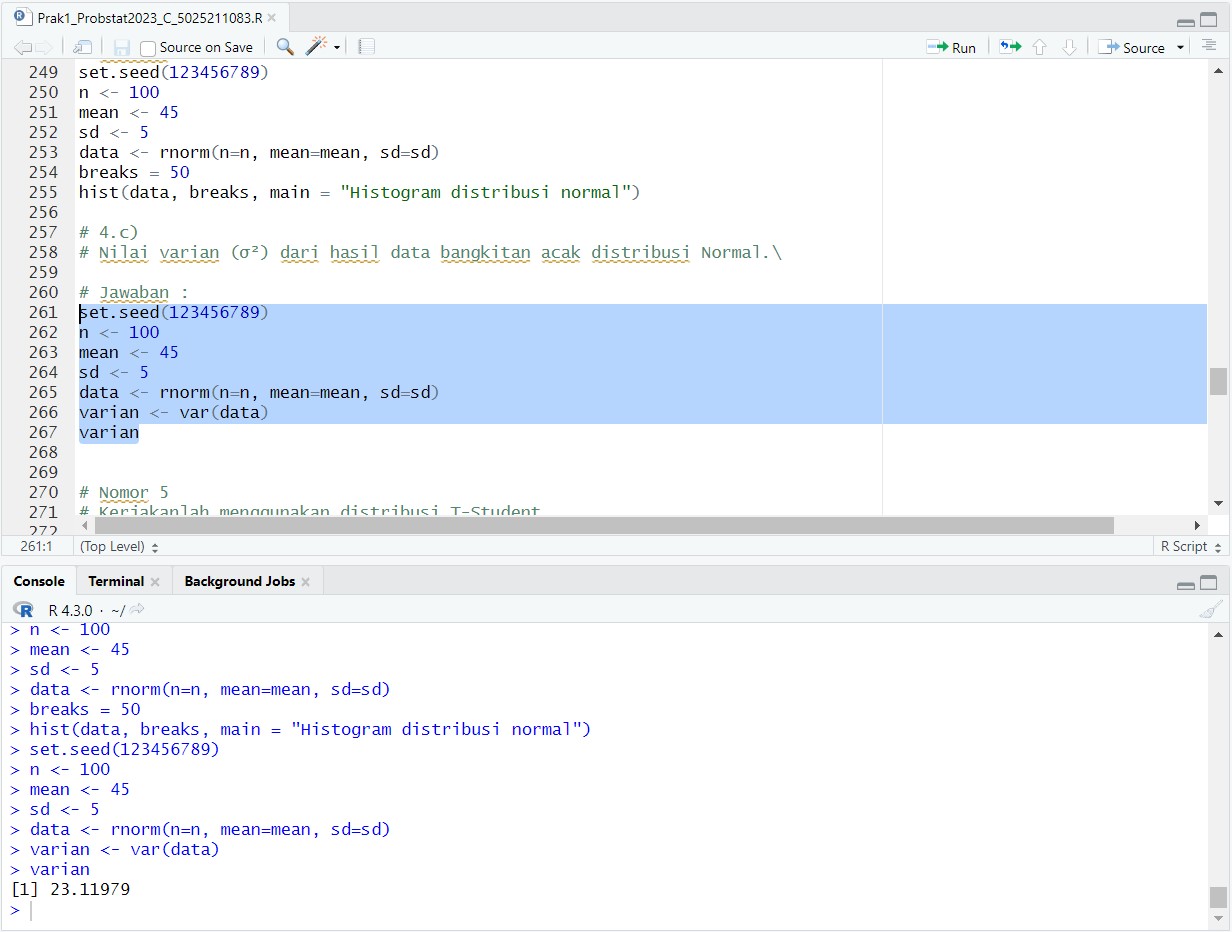 Prak1_Probstat2023_C_5025211083.R
Source on Save
Run
Source
249 set.seed(123456789)
250 n <- 100
251 mean <- 45
252 sd <- 5
253 data <- rnorm(n=n, mean=mean, sd=sd)
254 breaks = 50
255 hist(data, breaks, main = "Histogram distribusi normal")
256
257 # 4.c)
258 # Nilai varian (σ²) dari hasil data bangkitan acak distribusi Normal.\
259
260 # Jawaban :
261 set.seed(123456789)
262 n <- 100
263 mean <- 45
264 sd <- 5
265 data <- rnorm(n=n, mean=mean, sd=sd)
266 varian <- var(data)
267 varian
268
269
270 # Nomor 5
271 # Kerjakanlah menggunakan distribusi T-Student
272
261:1 (Top Level) R Script
Console Terminal Background Jobs
R R 4.3.0 · ~/
> n <- 100
> mean <- 45
> sd <- 5
> data <- rnorm(n=n, mean=mean, sd=sd)
> breaks = 50
> hist(data, breaks, main = "Histogram distribusi normal")
> set.seed(123456789)
> n <- 100
> mean <- 45
> sd <- 5
> data <- rnorm(n=n, mean=mean, sd=sd)
> varian <- var(data)
> varian
[1] 23.11979
>